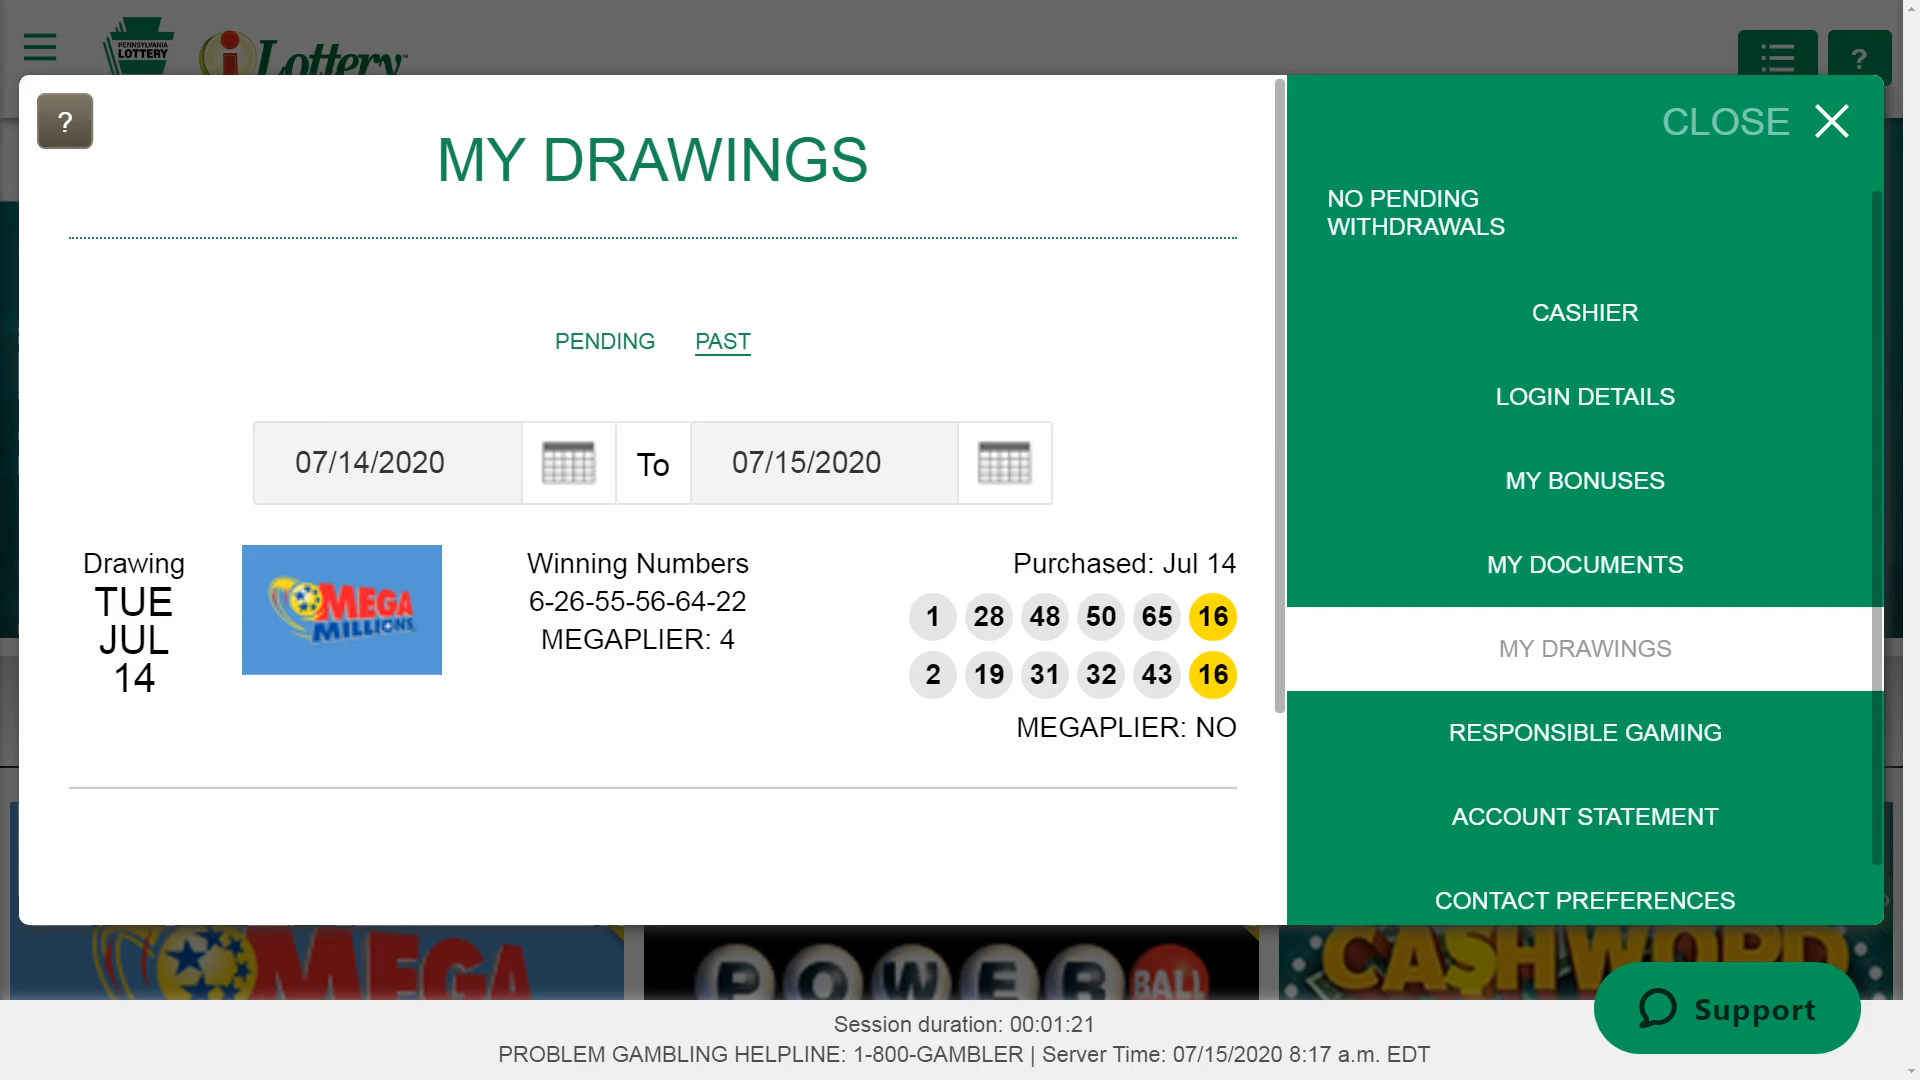 PENNSYLVANIA
LOTTERY
iLottery
?
?
MY DRAWINGS
PENDING
PAST
07/14/2020
To
07/15/2020
Drawing
TUE
JUL
14
MEGA
MILLIONS
Winning Numbers
6-26-55-56-64-22
MEGAPLIER: 4
Purchased: Jul 14
1 28 48 50 65 16
2 19 31 32 43 16
MEGAPLIER: NO
CLOSE
NO PENDING
WITHDRAWALS
CASHIER
LOGIN DETAILS
MY BONUSES
MY DOCUMENTS
MY DRAWINGS
RESPONSIBLE GAMING
ACCOUNT STATEMENT
CONTACT PREFERENCES
MEGA
POWERBALL
CA$HWORD
Support
Session duration: 00:01:21
PROBLEM GAMBLING HELPLINE: 1-800-GAMBLER | Server Time: 07/15/2020 8:17 a.m. EDT